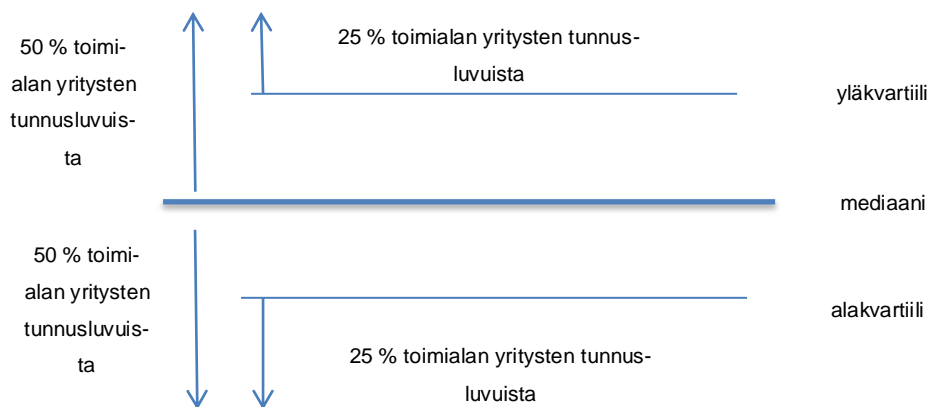 50 % toimi-
alan yritysten
tunnusluvuis-
ta
25 % toimialan yritysten tunnus-
luvuista
yläkvartiili
mediaani
50 % toimi-
alan yritysten
tunnusluvuis-
ta
alakvartiili
25 % toimialan yritysten tunnus-
luvuista